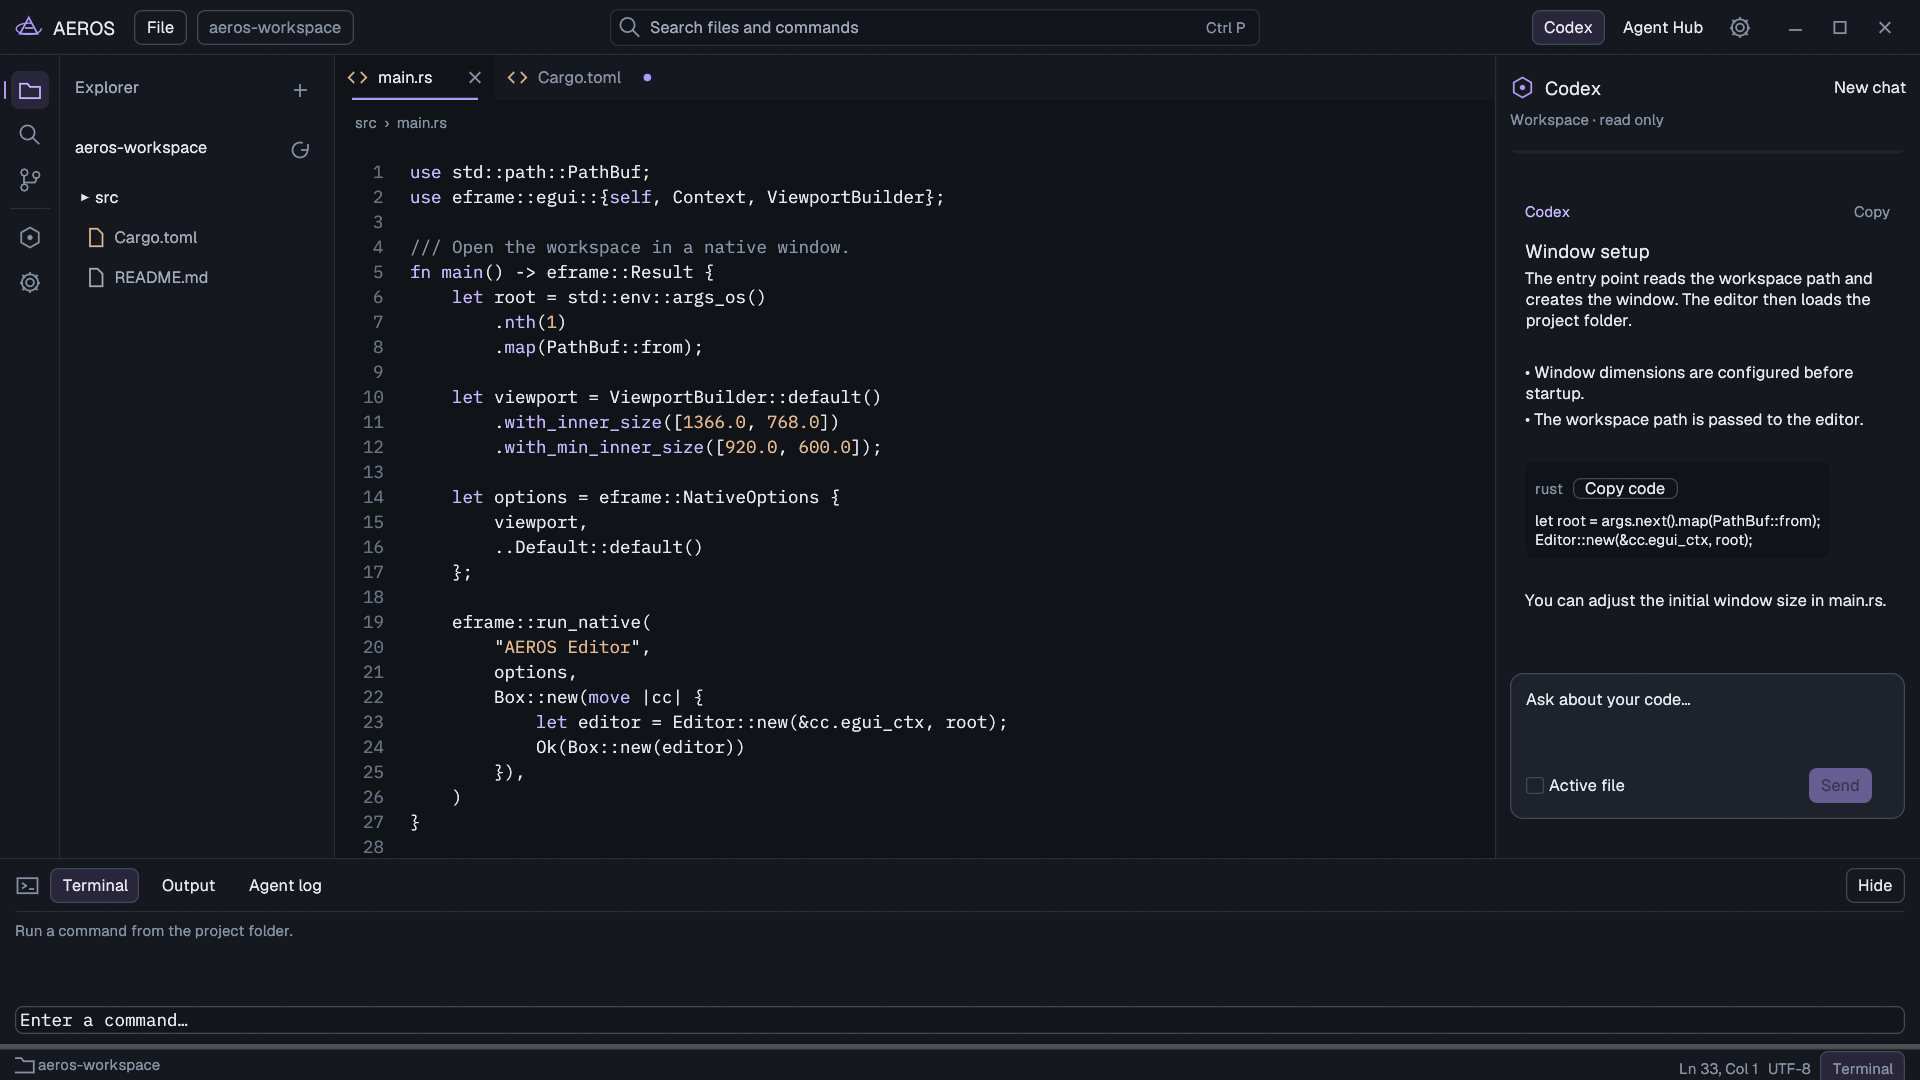 AEROS File aeros-workspace Search files and commands Ctrl P Codex Agent Hub
Explorer
aeros-workspace
src
Cargo.toml
README.md
main.rs Cargo.toml
src › main.rs
1 use std::path::PathBuf;
2 use eframe::egui::{self, Context, ViewportBuilder};
3
4 /// Open the workspace in a native window.
5 fn main() -> eframe::Result {
6     let root = std::env::args_os()
7         .nth(1)
8         .map(PathBuf::from);
9
10     let viewport = ViewportBuilder::default()
11         .with_inner_size([1366.0, 768.0])
12         .with_min_inner_size([920.0, 600.0]);
13
14     let options = eframe::NativeOptions {
15         viewport,
16         ..Default::default()
17     };
18
19     eframe::run_native(
20         "AEROS Editor",
21         options,
22         Box::new(move |cc| {
23             let editor = Editor::new(&cc.egui_ctx, root);
24             Ok(Box::new(editor))
25         }),
26     )
27 }
28
Codex New chat
Workspace · read only
Codex Copy
Window setup
The entry point reads the workspace path and
creates the window. The editor then loads the
project folder.
• Window dimensions are configured before
startup.
• The workspace path is passed to the editor.
rust Copy code
let root = args.next().map(PathBuf::from);
Editor::new(&cc.egui_ctx, root);
You can adjust the initial window size in main.rs.
Ask about your code…
Active file Send
Terminal Output Agent log Hide
Run a command from the project folder.
Enter a command…
aeros-workspace Ln 33, Col 1 UTF-8 Terminal